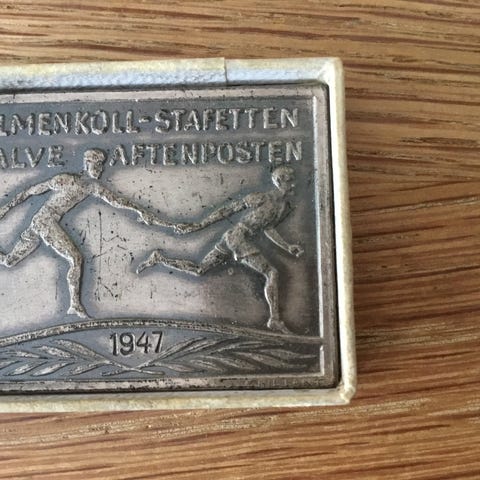 LMENKOLL-STAFETTEN
ALVE AFTENPOSTEN
1947